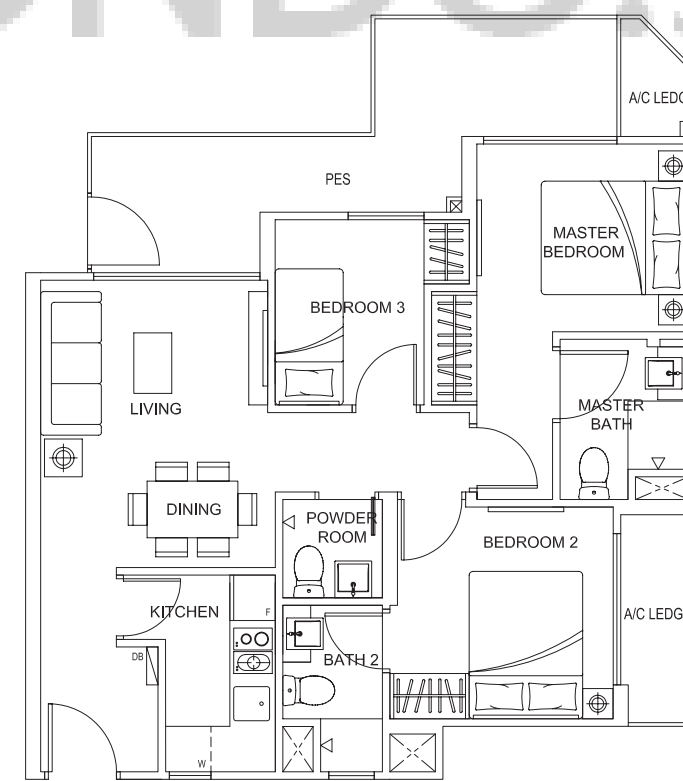 A/C LEDG
PES
MASTER
BEDROOM
BEDROOM 3
LIVING
MASTER
BATH
DINING
POWDER
ROOM
BEDROOM 2
KITCHEN
F
A/C LEDG
DB
BATH 2
W